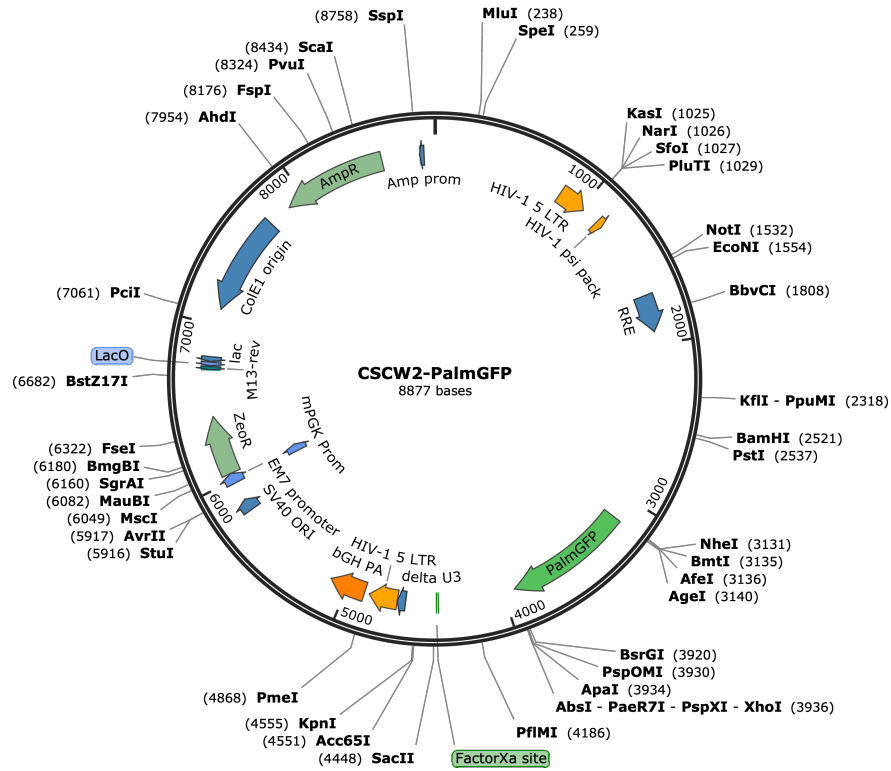 (8758) SspI
MluI (238)
SpeI (259)
(8434) ScaI
(8324) PvuI
(8176) FspI
(7954) AhdI
KasI (1025)
NarI (1026)
SfoI (1027)
PluTI (1029)
AmpR
Amp prom
8000
1000
HIV-1 5 LTR
HIV-1 psi pack
NotI (1532)
EcoNI (1554)
ColE1 origin
BbvCI (1808)
(7061) PciI
RRE
2000
7000
LacO
lac
M13-rev
(6682) BstZ17I
CSCW2-PalmGFP
8877 bases
KflI - PpuMI (2318)
ZeoR
mPGK Prom
BamHI (2521)
PstI (2537)
(6322) FseI
(6180) BmgBI
(6160) SgrAI
(6082) MauBI
(6049) MscI
(5917) AvrII
(5916) StuI
6000
EM7 promoter
SV40 ORI
3000
PalmGFP
NheI (3131)
BmtI (3135)
AfeI (3136)
AgeI (3140)
HIV-1 5 LTR
bGH PA
delta U3
5000
4000
BsrGI (3920)
PspOMI (3930)
ApaI (3934)
AbsI - PaeR7I - PspXI - XhoI (3936)
(4868) PmeI
(4555) KpnI
(4551) Acc65I
(4448) SacII
PflMI (4186)
FactorXa site